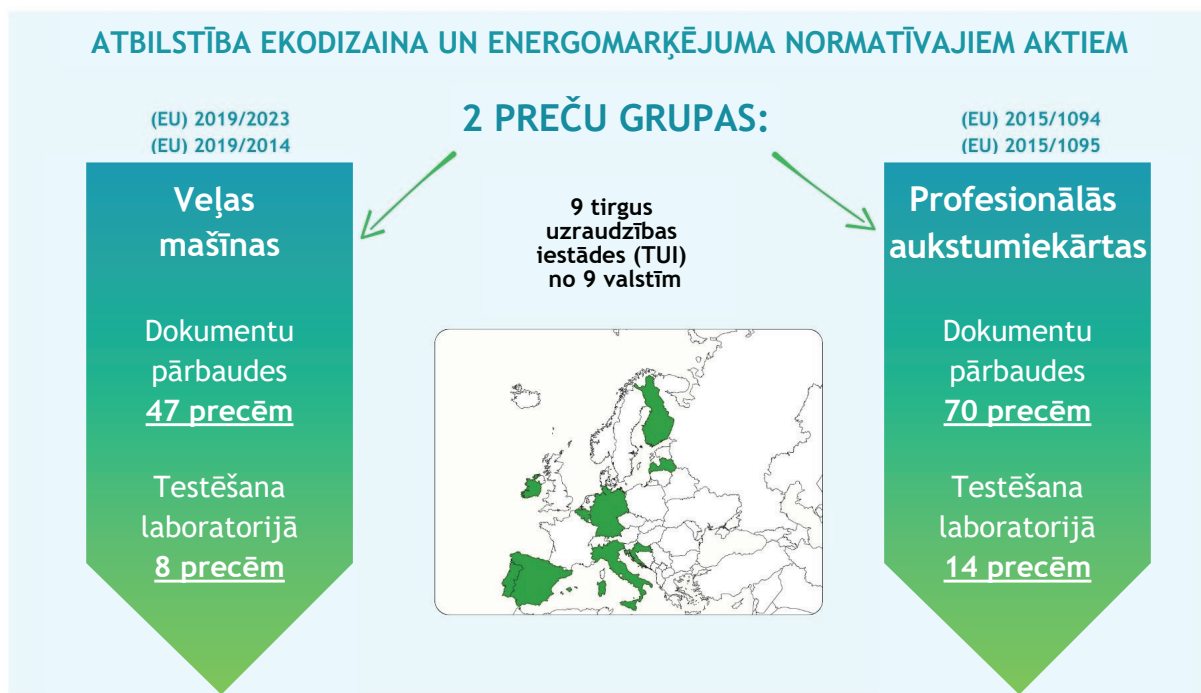 ATBILSTĪBA EKODIZAINA UN ENERGOMARĶĒJUMA NORMATĪVAJIEM AKTIEM
2 PREČU GRUPAS:
(EU) 2019/2023
(EU) 2019/2014
Veļas
mašīnas
Dokumentu
pārbaudes
47 precēm
Testēšana
laboratorijā
8 precēm
9 tirgus
uzraudzības
iestādes (TUI)
no 9 valstīm
(EU) 2015/1094
(EU) 2015/1095
Profesionālās
aukstumiekārtas
Dokumentu
pārbaudes
70 precēm
Testēšana
laboratorijā
14 precēm